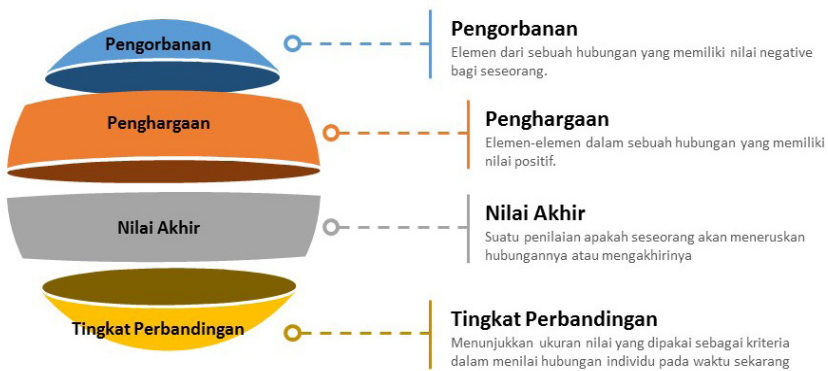 Pengorbanan
Pengorbanan
Elemen dari sebuah hubungan yang memiliki nilai negative
bagi seseorang.
Penghargaan
Penghargaan
Elemen-elemen dalam sebuah hubungan yang memiliki
nilai positif.
Nilai Akhir
Nilai Akhir
Suatu penilaian apakah seseorang akan meneruskan
hubungannya atau mengakhirinya
Tingkat Perbandingan
Tingkat Perbandingan
Menunjukkan ukuran nilai yang dipakai sebagai kriteria
dalam menilai hubungan individu pada waktu sekarang